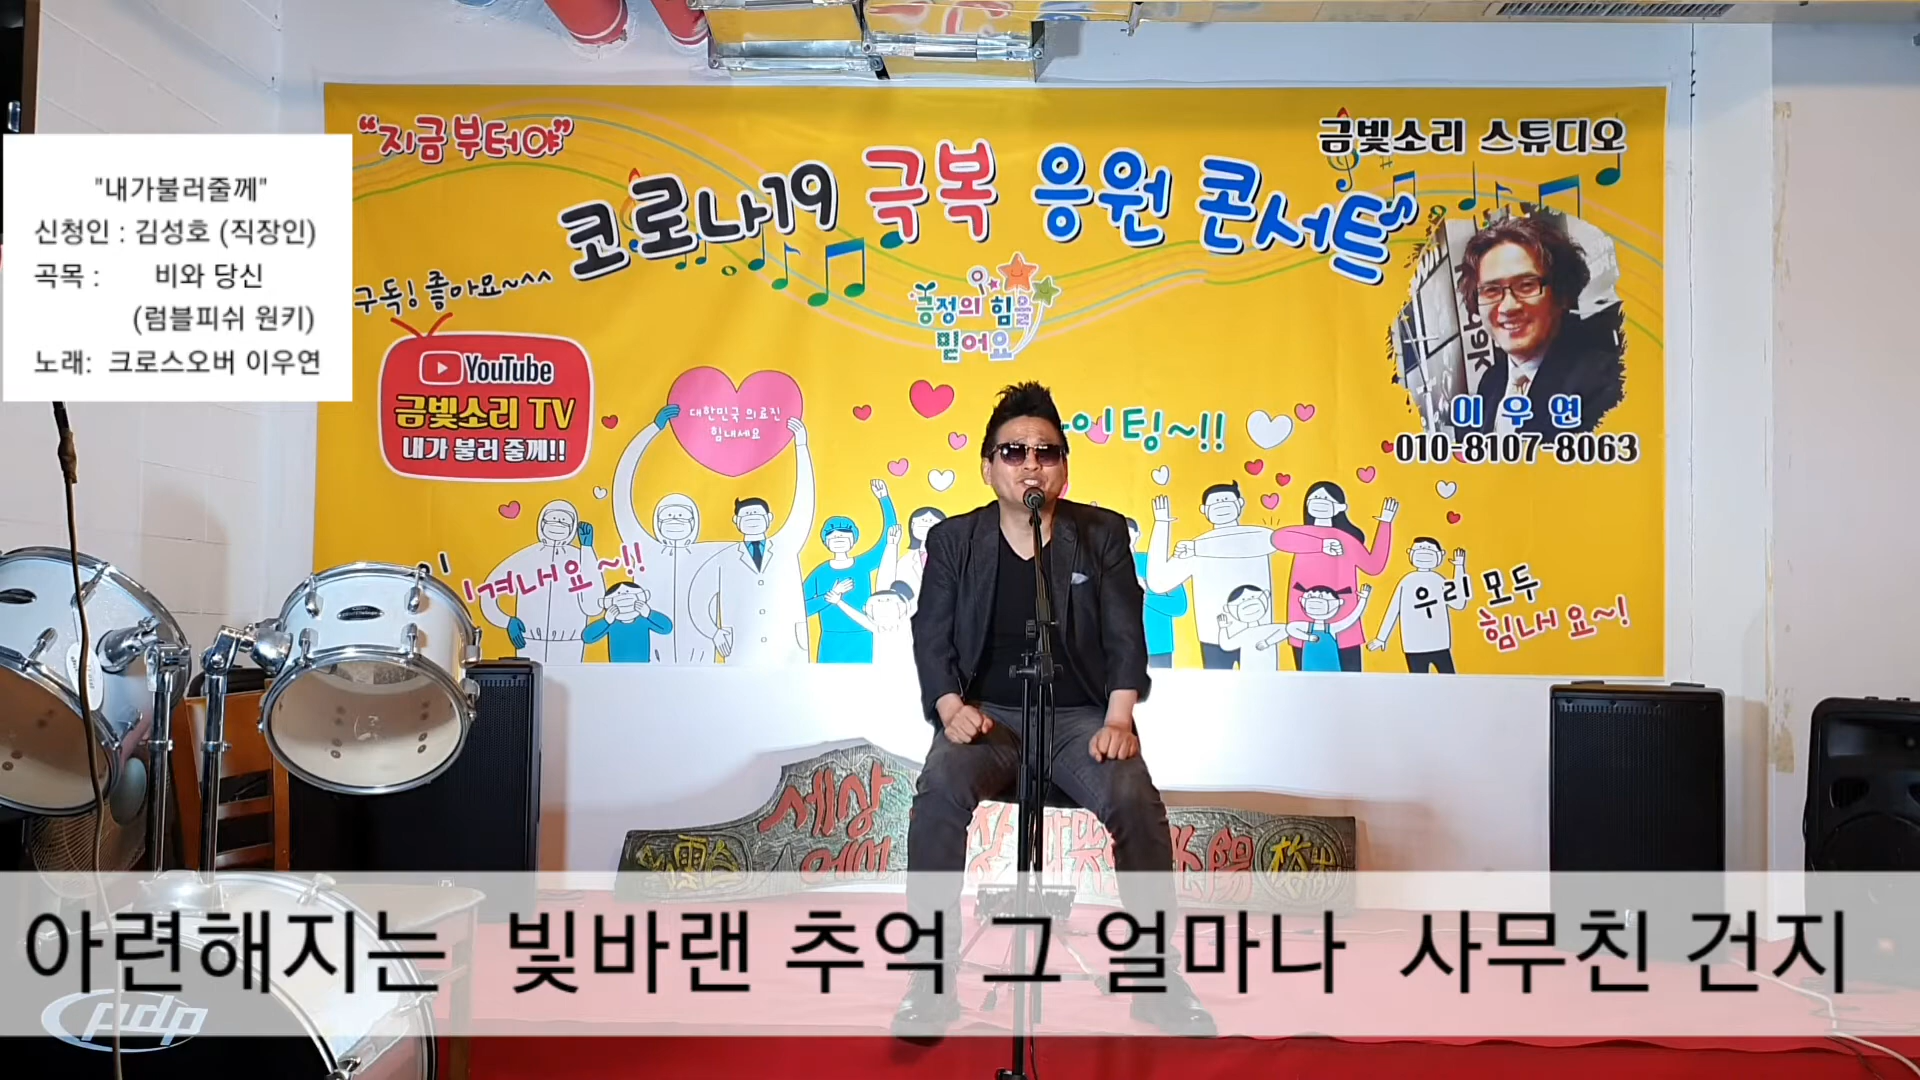 "내가불러줄께"
신청인 : 김성호 (직장인)
곡목 : 비와 당신
(럼블피쉬 원키)
노래: 크로스오버 이우연
"지금부터야"
금빛소리 스튜디오
코로나19 극복 응원 콘서트
구독! 좋아요~^^
긍정의 힘을
믿어요
YouTube
금빛소리 TV
내가 불러 줄께!!
대한민국 의료진
힘내세요
이팅~!!
이 우 연
010-8107-8063
이겨내요~!!
우리 모두
힘내요~!
세상
에서
아련해지는 빛바랜 추억 그 얼마나 사무친 건지
pdp